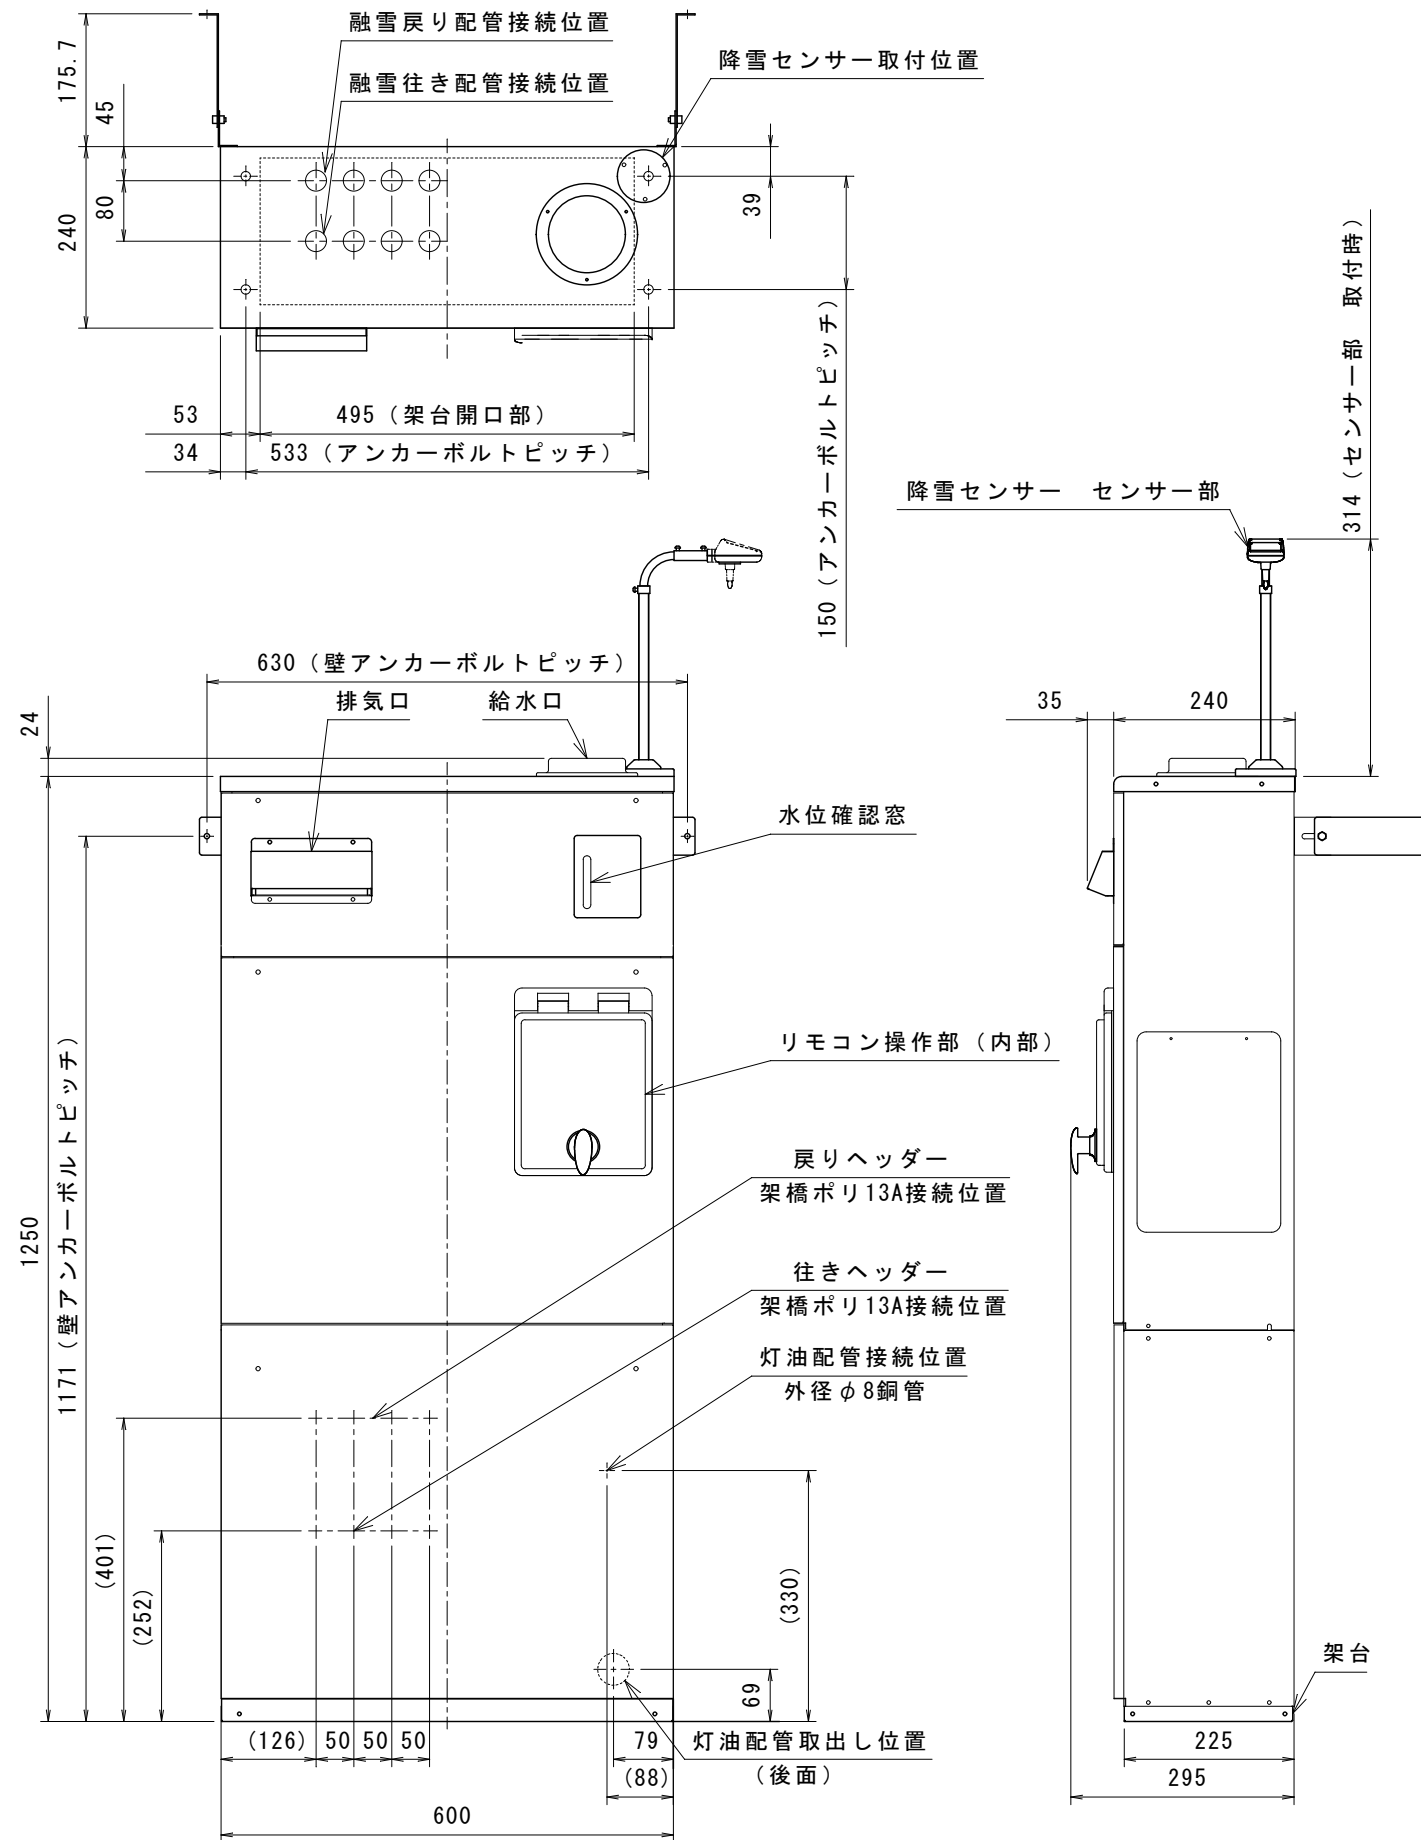 融雪戻り配管接続位置
降雪センサー取付位置
融雪往き配管接続位置
175.7
45
240
80
39
314（センサー部　取付時）
53
495（架台開口部）
34
533（アンカーボルトピッチ）
150（アンカーボルトピッチ）
降雪センサー　センサー部
630（壁アンカーボルトピッチ）
排気口
給水口
35
240
24
水位確認窓
リモコン操作部（内部）
1250
1171（壁アンカーボルトピッチ）
戻りヘッダー
架橋ポリ13A接続位置
往きヘッダー
架橋ポリ13A接続位置
灯油配管接続位置
外径φ8銅管
(401)
(252)
(330)
69
架台
(126)
50
50
50
79
灯油配管取出し位置
（後面）
(88)
225
295
600